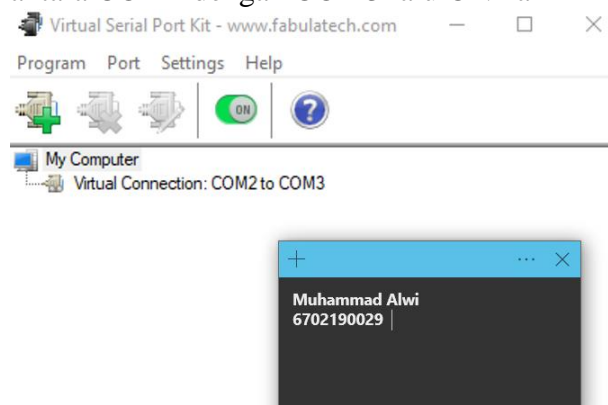 Virtual Serial Port Kit - www.fabulatech.com
Program Port Settings Help
ON
?
My Computer
Virtual Connection: COM2 to COM3
Muhammad Alwi
6702190029